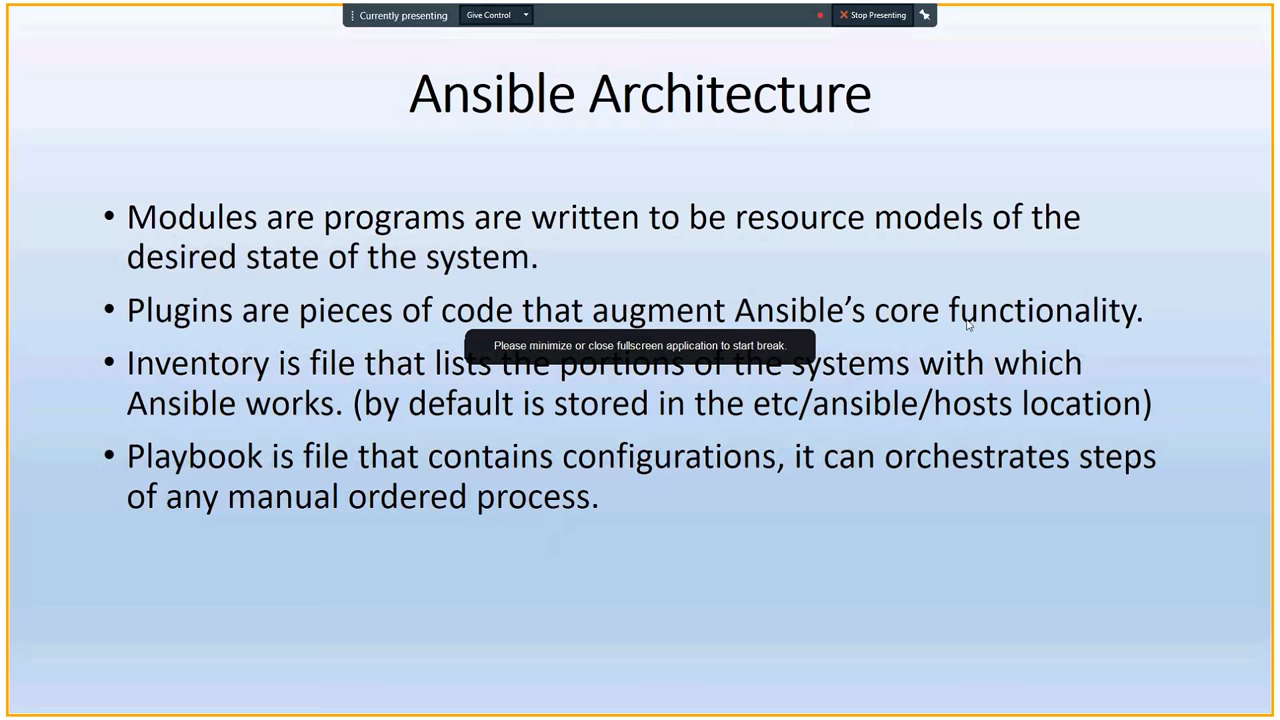 Currently presenting Give Control Stop Presenting
Ansible Architecture
• Modules are programs are written to be resource models of the
desired state of the system.
• Plugins are pieces of code that augment Ansible's core functionality.
Please minimize or close fullscreen application to start break.
• Inventory is file that lists the portions of the systems with which
Ansible works. (by default is stored in the etc/ansible/hosts location)
• Playbook is file that contains configurations, it can orchestrates steps
of any manual ordered process.